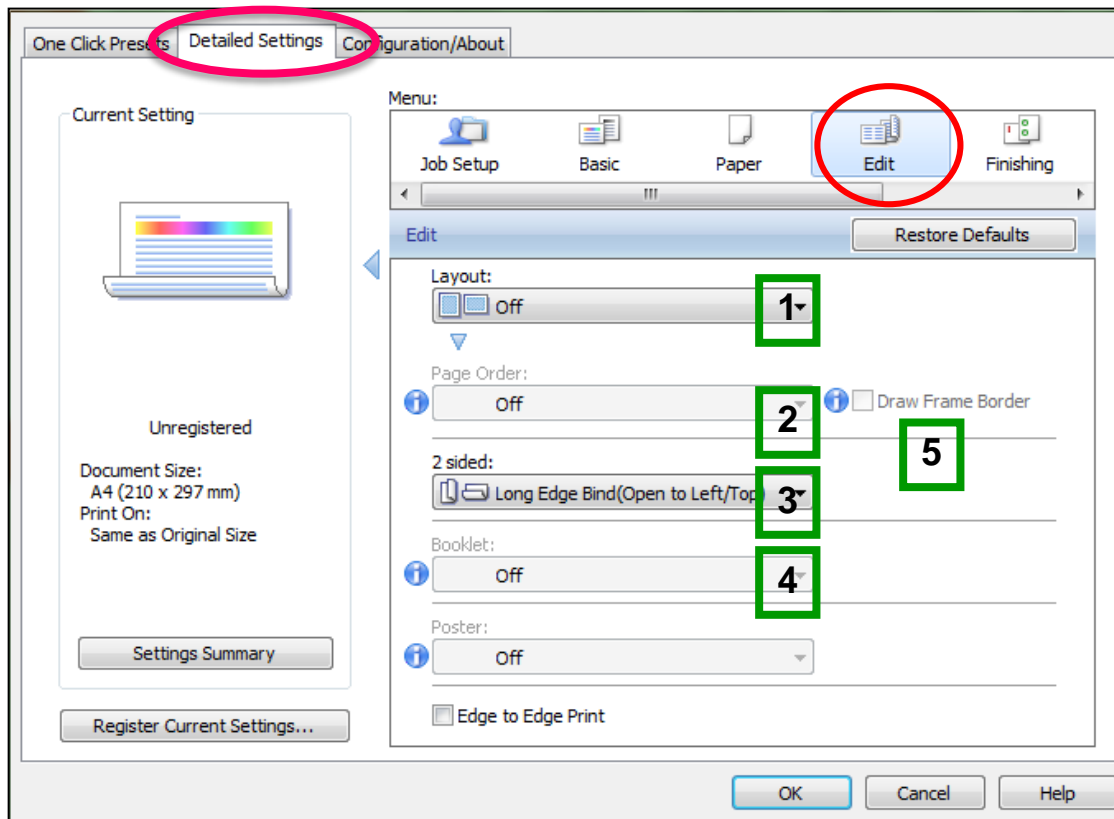 One Click Presets Detailed Settings Configuration/About
Current Setting
Unregistered
Document Size:
A4 (210 x 297 mm)
Print On:
Same as Original Size
Settings Summary
Register Current Settings...
Menu:
Job Setup Basic Paper Edit Finishing
Edit Restore Defaults
Layout:
Off 1
Page Order:
Off 2 Draw Frame Border
5
2 sided:
Long Edge Bind(Open to Left/Top) 3
Booklet:
Off 4
Poster:
Off
Edge to Edge Print
OK Cancel Help